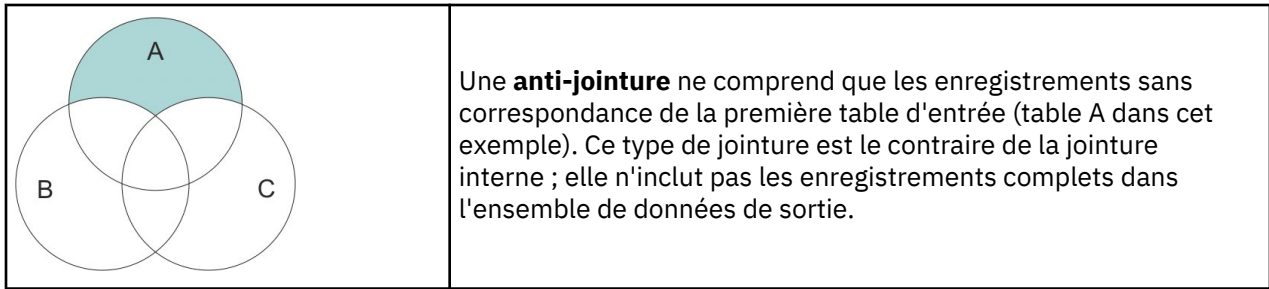 A
B
C
Une anti-jointure ne comprend que les enregistrements sans
correspondance de la première table d'entrée (table A dans cet
exemple). Ce type de jointure est le contraire de la jointure
interne ; elle n'inclut pas les enregistrements complets dans
l'ensemble de données de sortie.